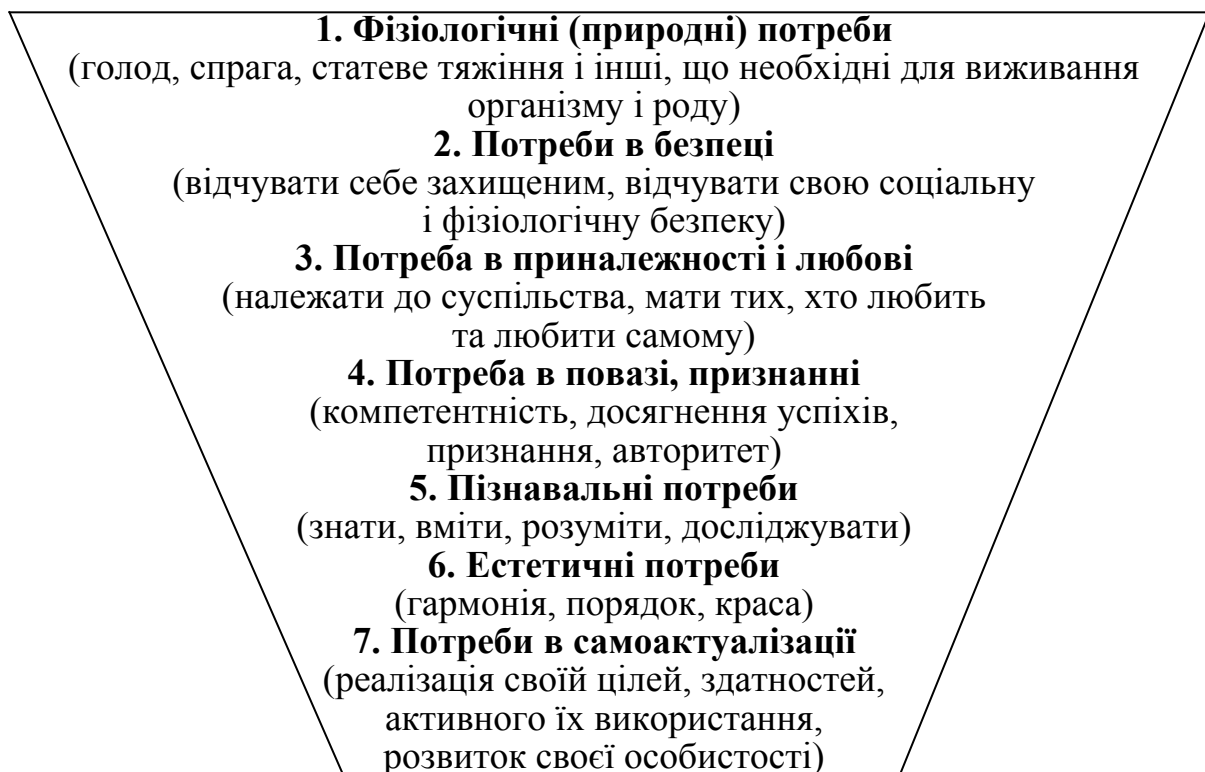 1. Фізіологічні (природні) потреби
(голод, спрага, статеве тяжіння і інші, що необхідні для виживання
організму і роду)
2. Потреби в безпеці
(відчувати себе захищеним, відчувати свою соціальну
і фізіологічну безпеку)
3. Потреба в приналежності і любові
(належати до суспільства, мати тих, хто любить
та любити самому)
4. Потреба в повазі, признанні
(компетентність, досягнення успіхів,
признання, авторитет)
5. Пізнавальні потреби
(знати, вміти, розуміти, досліджувати)
6. Естетичні потреби
(гармонія, порядок, краса)
7. Потреби в самоактуалізації
(реалізація своїй цілей, здатностей,
активного їх використання,
розвиток своєї особистості)